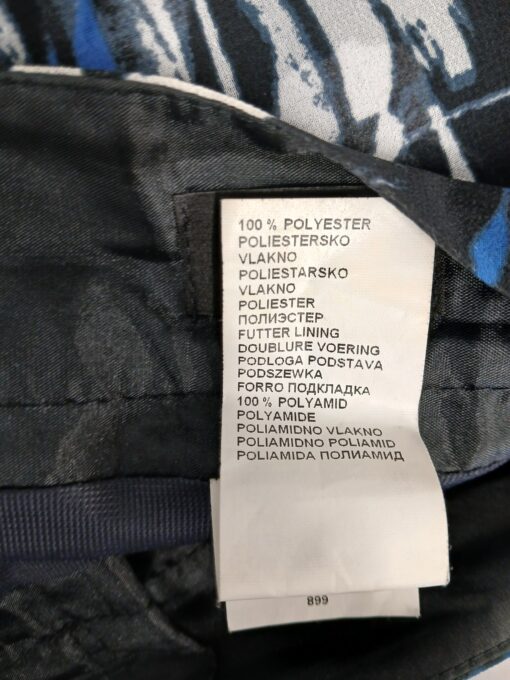 100 % POLYESTER
POLIESTERSKO
VLAKNO
POLIESTARSKO
VLAKNO
POLIESTER
ПОЛИЭСТЕР
FUTTER LINING
DOUBLURE VOERING
PODLOGA PODSTAVA
PODSZEWKA
FORRO ПОДКЛАДКА
100 % POLYAMID
POLYAMIDE
POLIAMIDNO VLAKNO
POLIAMIDNO POLIAMID
POLIAMIDA ПОЛИАМИД
899